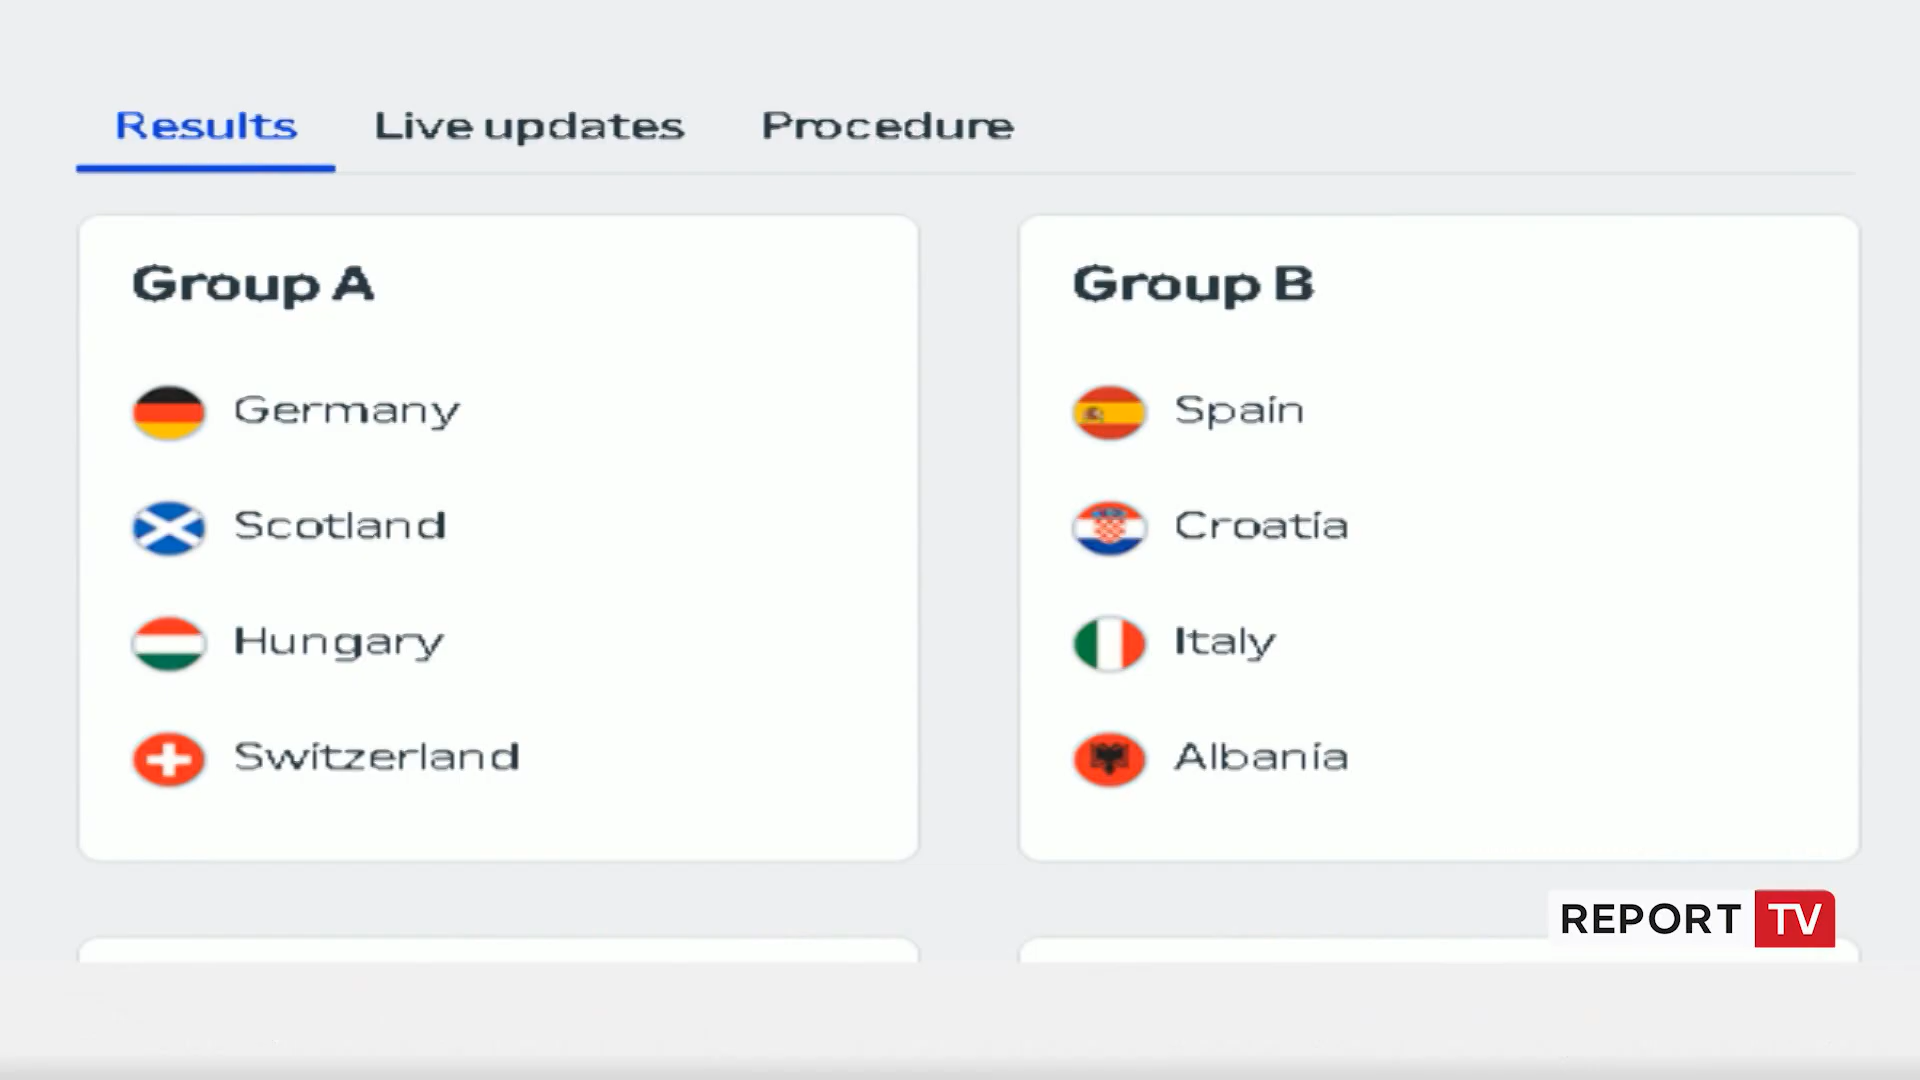 Results Live updates Procedure
Group A
Germany
Scotland
Hungary
Switzerland
Group B
Spain
Croatia
Italy
Albania
REPORT TV